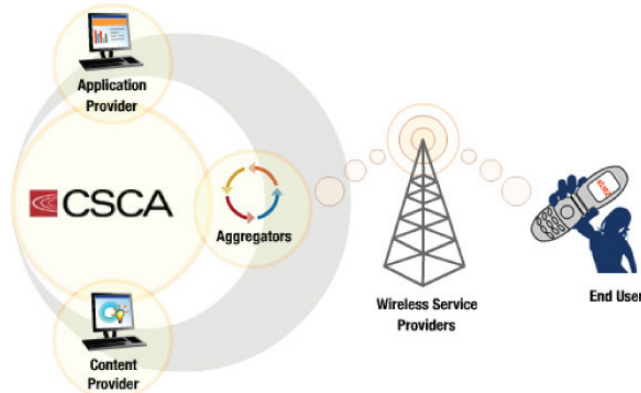 Application
Provider
CSCA
Aggregators
Wireless Service
Providers
End User
Content
Provider